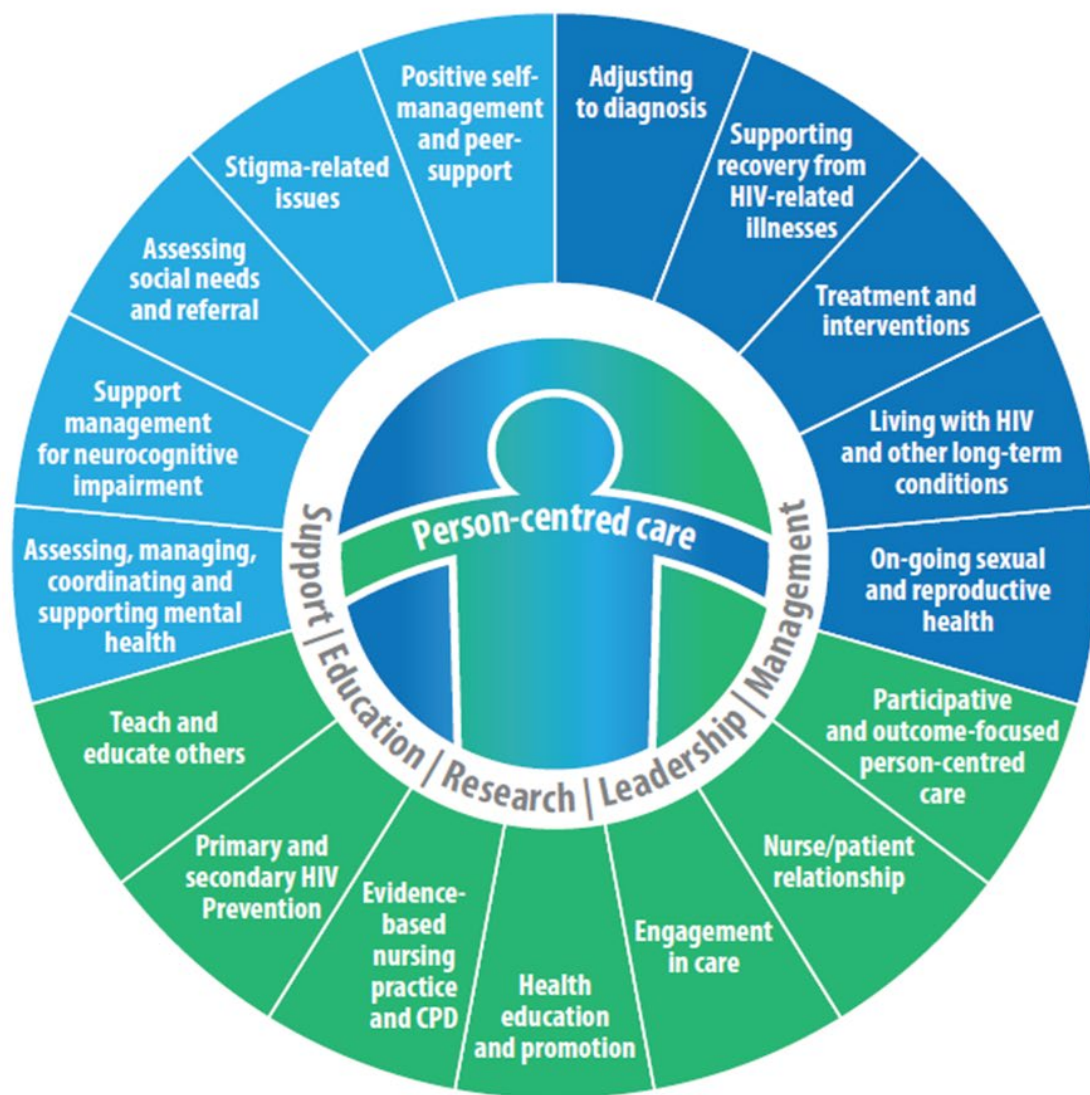 Positive self-
management
and peer-
support
Adjusting
to diagnosis
Supporting
recovery from
HIV-related
illnesses
Treatment and
interventions
Living with HIV
and other long-term
conditions
On-going sexual
and reproductive
health
Participative
and outcome-focused
person-centred
care
Nurse/patient
relationship
Engagement
in care
Health
education
and promotion
Evidence-
based
nursing
practice
and CPD
Primary and
secondary HIV
Prevention
Teach and
educate others
Assessing, managing,
coordinating and
supporting mental
health
Support
management
for neurocognitive
impairment
Assessing
social needs
and referral
Stigma-related
issues
Person-centred care
Support | Education | Research | Leadership | Management